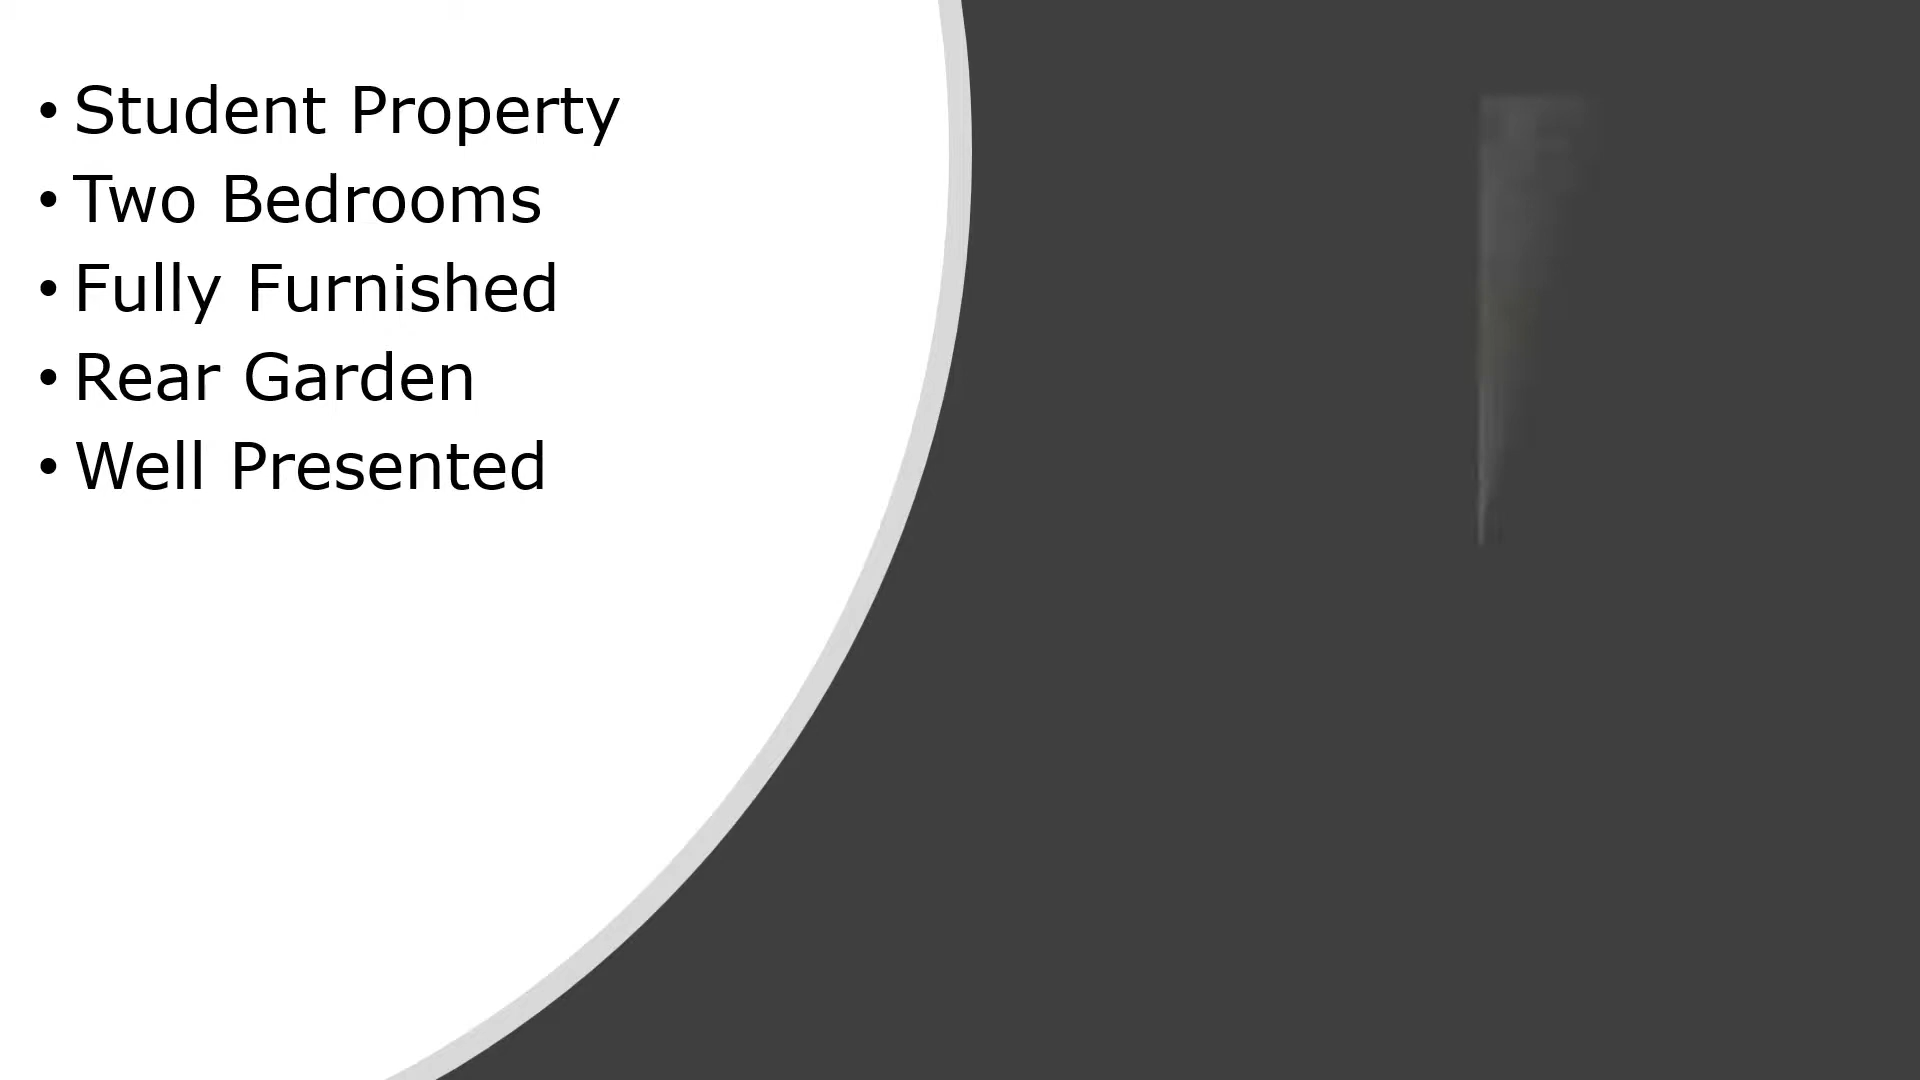 • Student Property
• Two Bedrooms
• Fully Furnished
• Rear Garden
• Well Presented